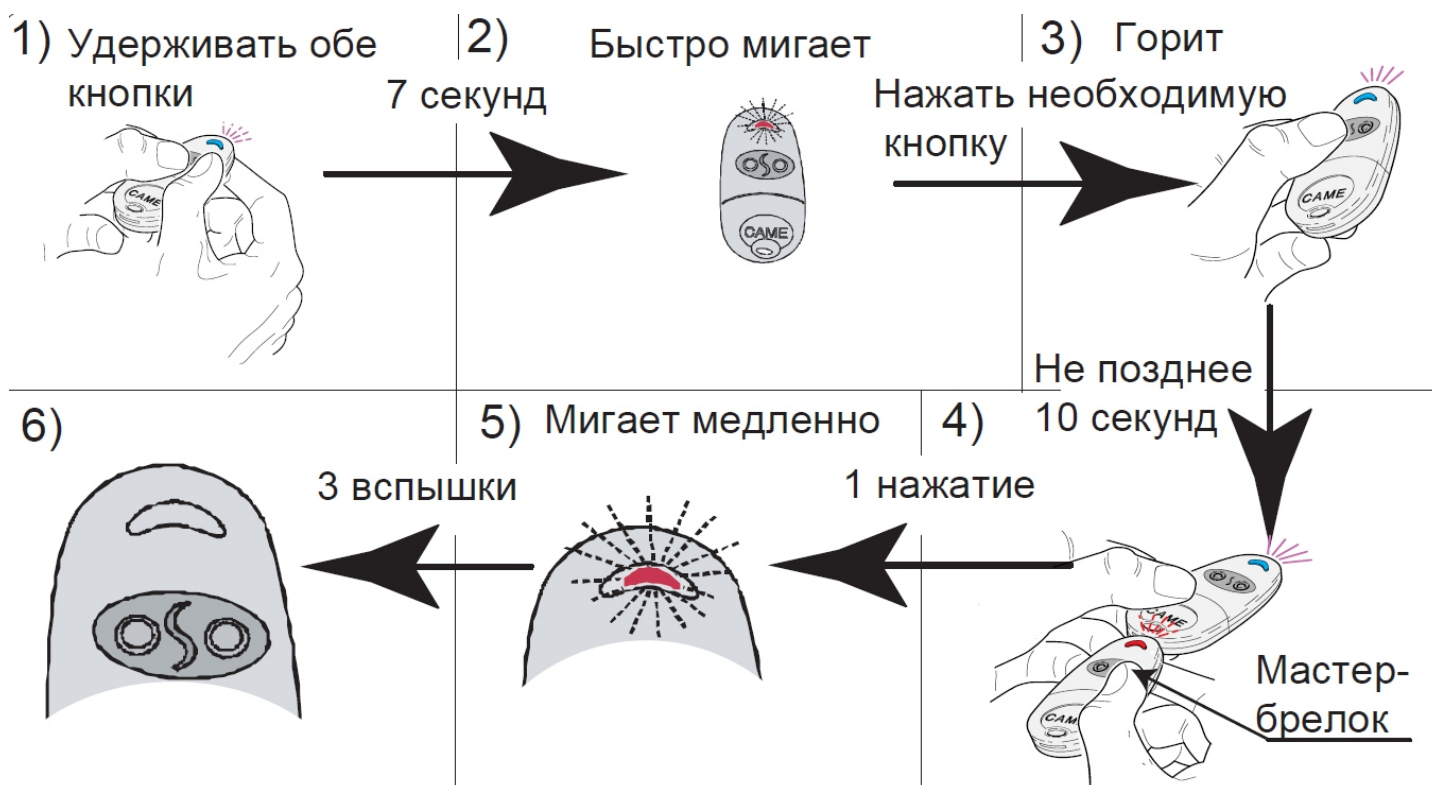 1) Удерживать обе
кнопки
7 секунд
CAME
2) Быстро мигает
CAME
Нажать необходимую
кнопку
3) Горит
CAME
Не позднее
10 секунд
4)
CAME
CAME
Мастер-
брелок
1 нажатие
5) Мигает медленно
3 вспышки
6)